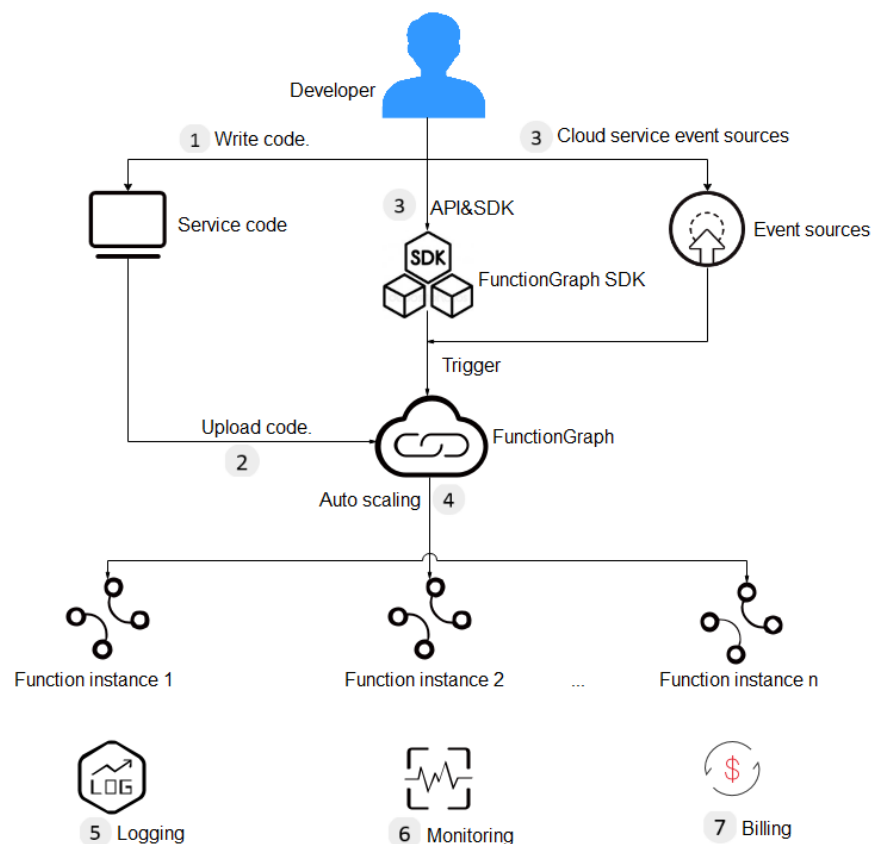 Developer
1 Write code.
3 Cloud service event sources
3 API&SDK
Service code
Event sources
SDK
FunctionGraph SDK
Trigger
Upload code.
2
FunctionGraph
Auto scaling 4
Function instance 1
Function instance 2
...
Function instance n
LOG
$
5 Logging
6 Monitoring
7 Billing